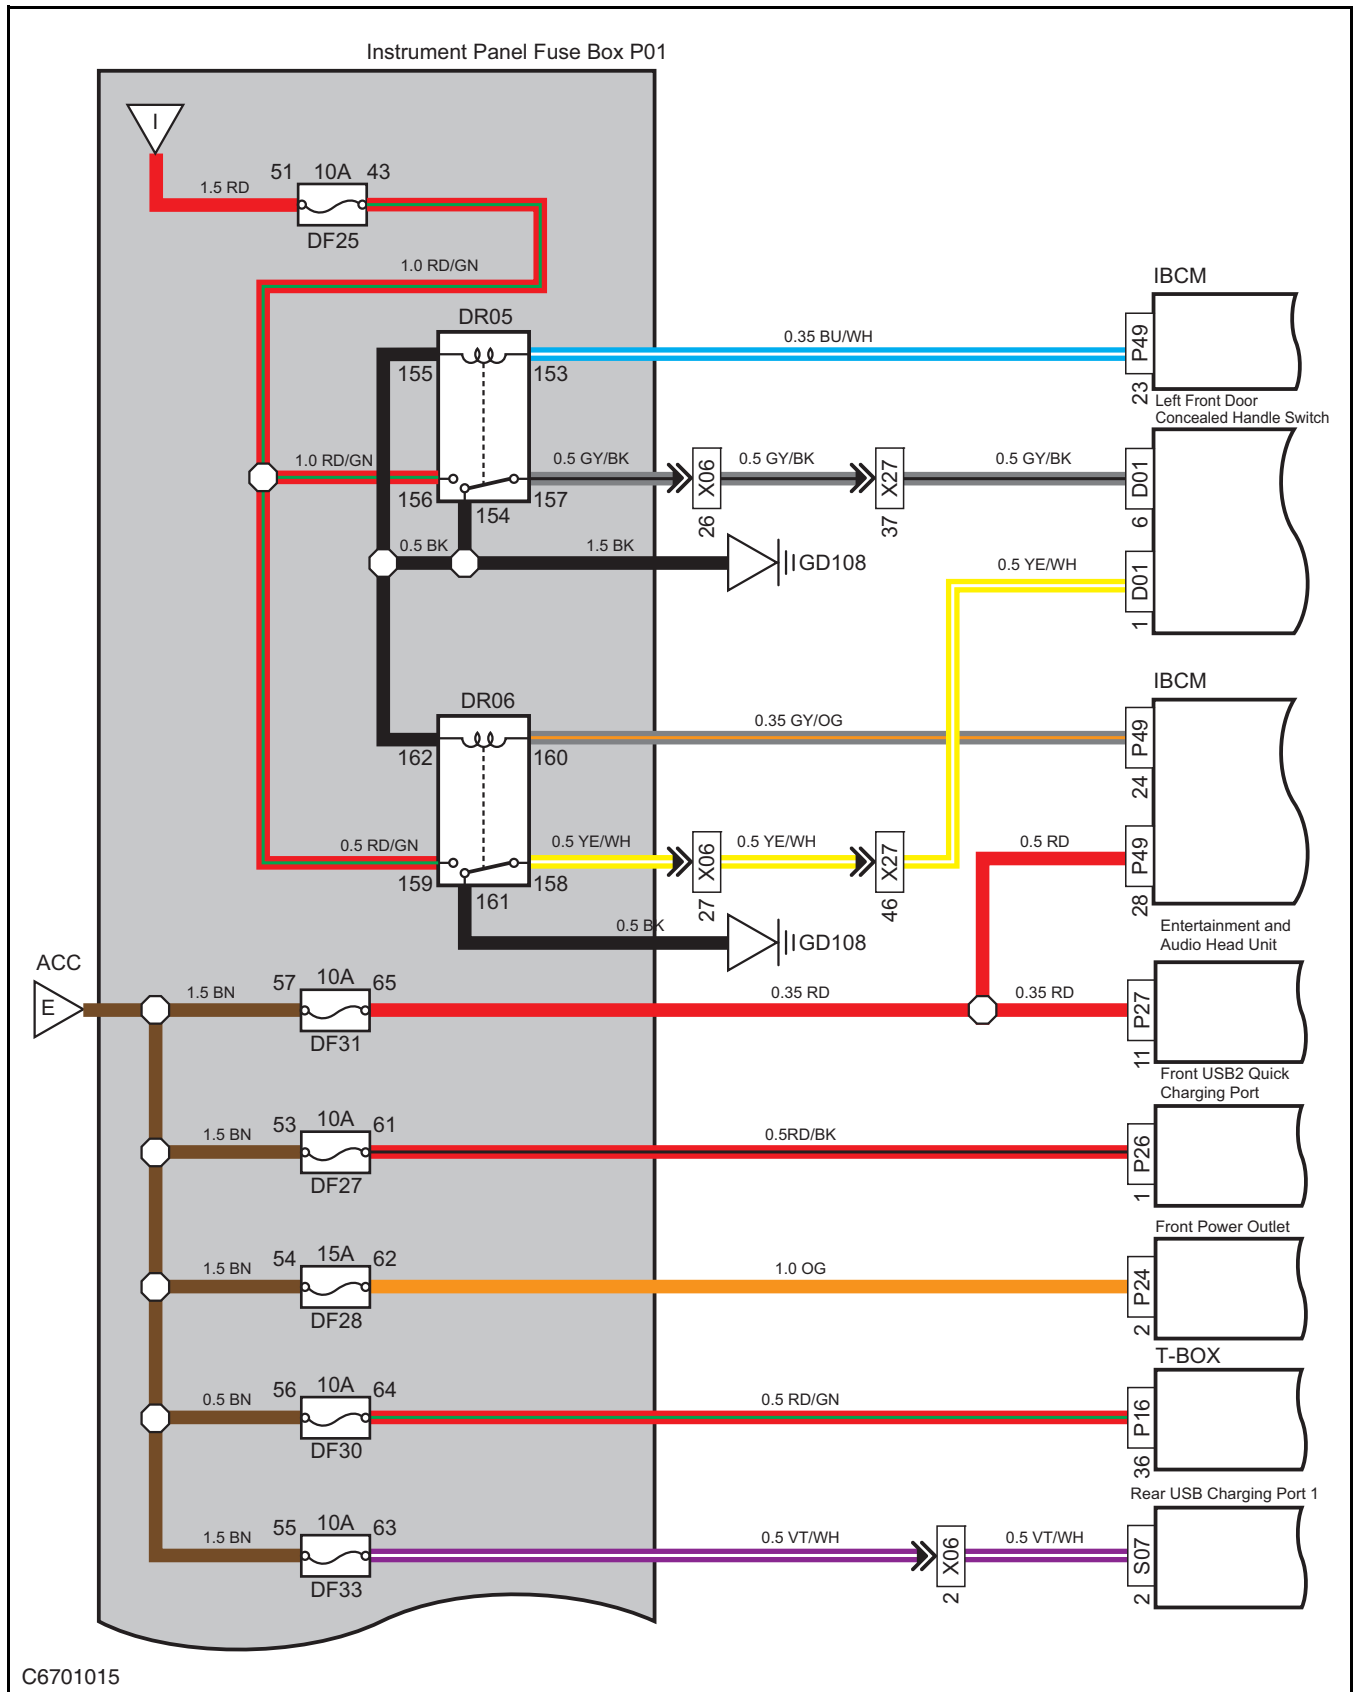 Instrument Panel Fuse Box P01
I
51 10A 43
1.5 RD
DF25
1.0 RD/GN
IBCM
DR05
0.35 BU/WH
P49
155 153
23
Left Front Door
Concealed Handle Switch
1.0 RD/GN
0.5 GY/BK
X06
0.5 GY/BK
X27
0.5 GY/BK
D01
156 157
154
26
37
6
0.5 BK
1.5 BK
GD108
0.5 YE/WH
D01
1
IBCM
DR06
0.35 GY/OG
P49
162 160
24
0.5 RD/GN
0.5 YE/WH
X06
0.5 YE/WH
X27
0.5 RD
P49
159 158
161
27
46
28
0.5 BK
GD108
Entertainment and
Audio Head Unit
ACC
E
1.5 BN
57 10A 65
DF31
0.35 RD
0.35 RD
P27
11
Front USB2 Quick
Charging Port
1.5 BN
53 10A 61
DF27
0.5RD/BK
P26
1
Front Power Outlet
1.5 BN
54 15A 62
DF28
1.0 OG
P24
2
T-BOX
0.5 BN
56 10A 64
DF30
0.5 RD/GN
P16
36
Rear USB Charging Port 1
1.5 BN
55 10A 63
DF33
0.5 VT/WH
X06
2
0.5 VT/WH
S07
2
C6701015